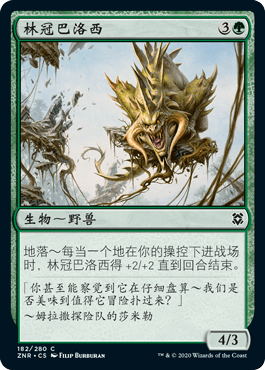 林冠巴洛西 3
生物～野兽
地落～每当一个地在你的操控下进战场
时，林冠巴洛西得 +2/+2 直到回合结束。
「你甚至能察觉到它在仔细盘算～我们是
否美味到值得它冒险扑过来？」
～姆拉撒探险队的莎米勒
4/3
182/280 C
ZNR • CS FILIP BURBURAN
™ & © 2020 Wizards of the Coast